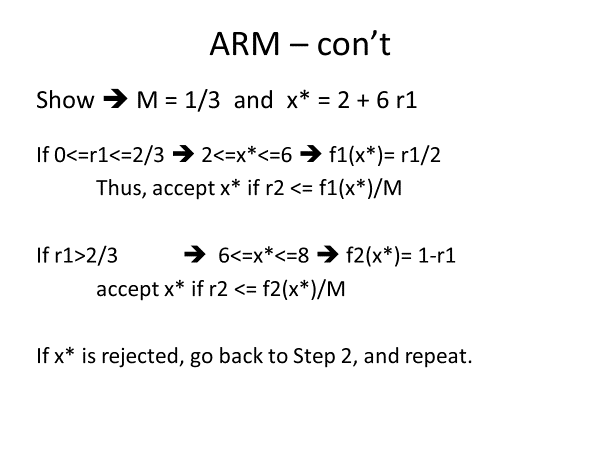 ARM – con’t
Show ➔ M = 1/3 and x* = 2 + 6 r1
If 0<=r1<=2/3 ➔ 2<=x*<=6 ➔ f1(x*)= r1/2
Thus, accept x* if r2 <= f1(x*)/M
If r1>2/3 ➔ 6<=x*<=8 ➔ f2(x*)= 1-r1
accept x* if r2 <= f2(x*)/M
If x* is rejected, go back to Step 2, and repeat.